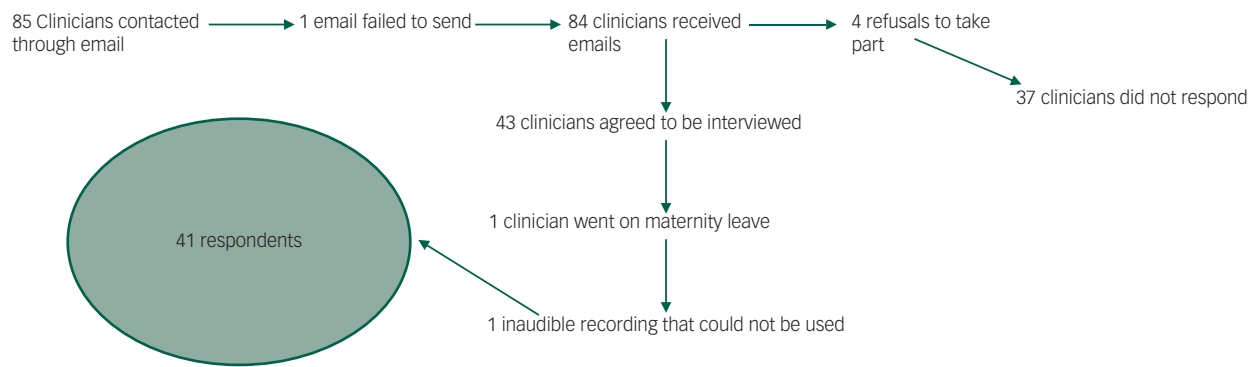 85 Clinicians contacted
through email
1 email failed to send
84 clinicians received
emails
4 refusals to take
part
37 clinicians did not respond
43 clinicians agreed to be interviewed
1 clinician went on maternity leave
41 respondents
1 inaudible recording that could not be used